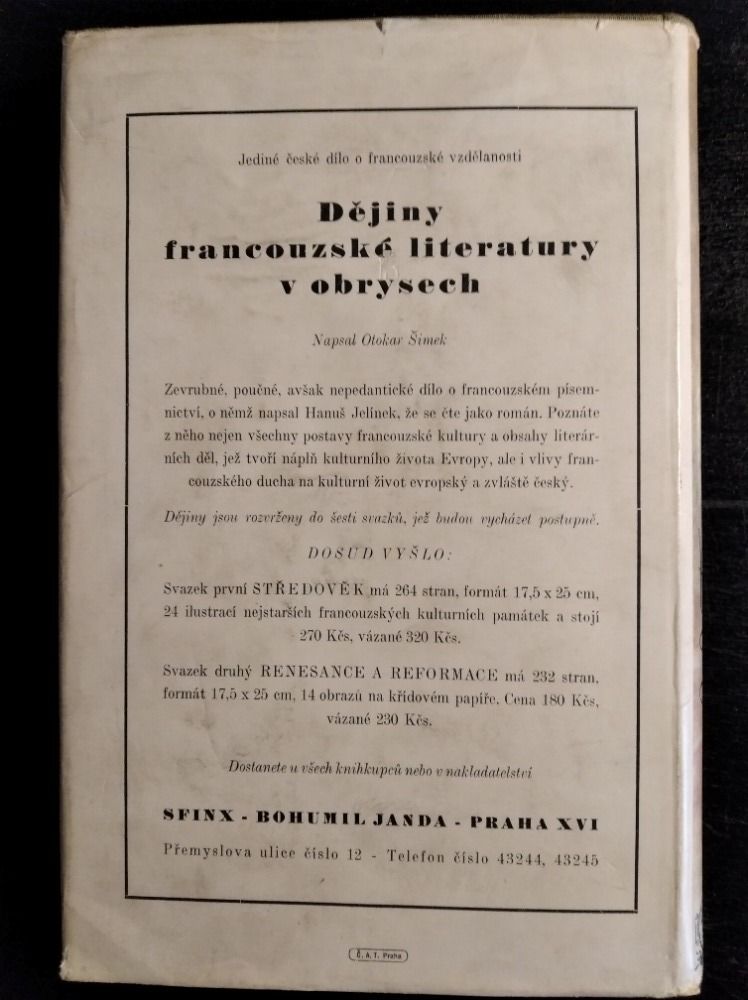 Jediné české dílo o francouzské vzdělanosti
Dějiny
francouzské literatury
v obrysech
Napsal Otokar Šimek
Zevrubné, poučné, avšak nepedantické dílo o francouzském písem-
nictví, o němž napsal Hanuš Jelínek, že se čte jako román. Poznáte
z něho nejen všechny postavy francouzské kultury a obsahy literár-
ních děl, jež tvoří náplň kulturního života Evropy, ale i vlivy fran-
couzského ducha na kulturní život evropský a zvláště český.
Dějiny jsou rozvrženy do šesti svazků, jež budou vycházet postupně.
DOSUD VYŠLO:
Svazek první STŘEDOVĚK má 264 stran, formát 17,5 x 25 cm,
24 ilustrací nejstarších francouzských kulturních památek a stojí
270 Kčs, vázané 320 Kčs.
Svazek druhý RENESANCE A REFORMACE má 232 stran,
formát 17,5 x 25 cm, 14 obrazů na křídovém papíře. Cena 180 Kčs,
vázané 230 Kčs.
Dostanete u všech knihkupců nebo v nakladatelství
SFINX - BOHUMIL JANDA - PRAHA XVI
Přemyslova ulice číslo 12 - Telefon číslo 43244, 43245
Č. A. T. Praha